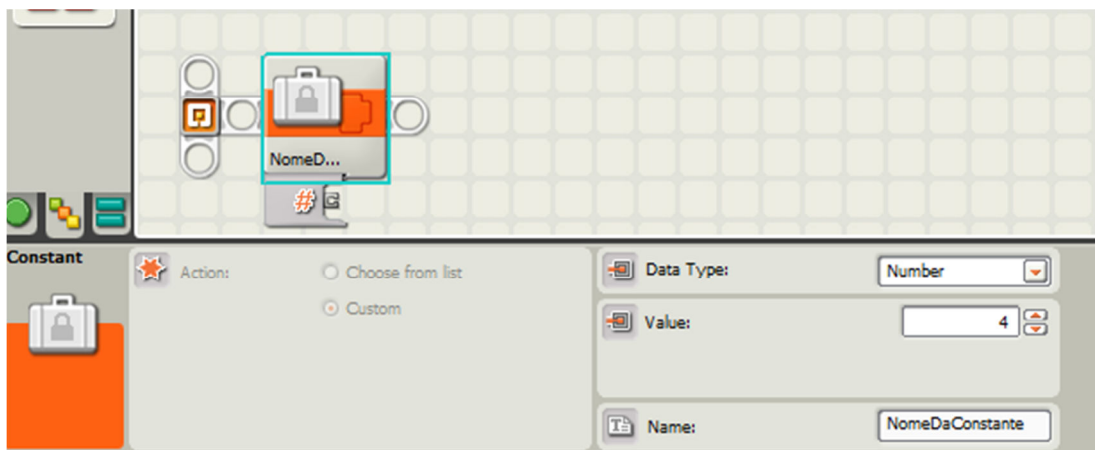 NomeD...
#
Constant
Action:
Choose from list
Custom
Data Type:
Number
Value:
4
Name:
NomeDaConstante